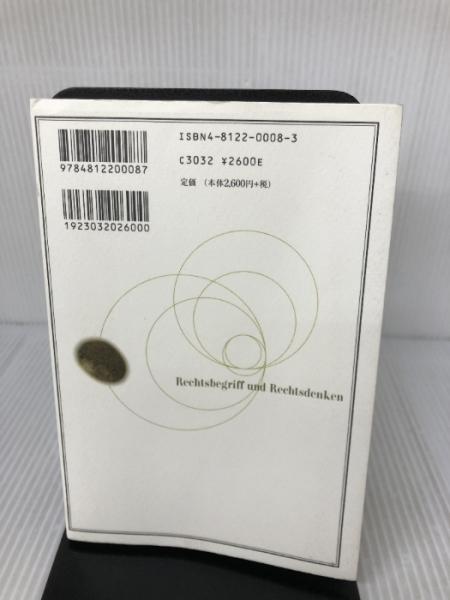 ISBN4-8122-0008-3
9784812200087
C3032 ¥2600E
定価 (本体2,600円+税)
1923032026000
Rechtsbegriff und Rechtsdenken